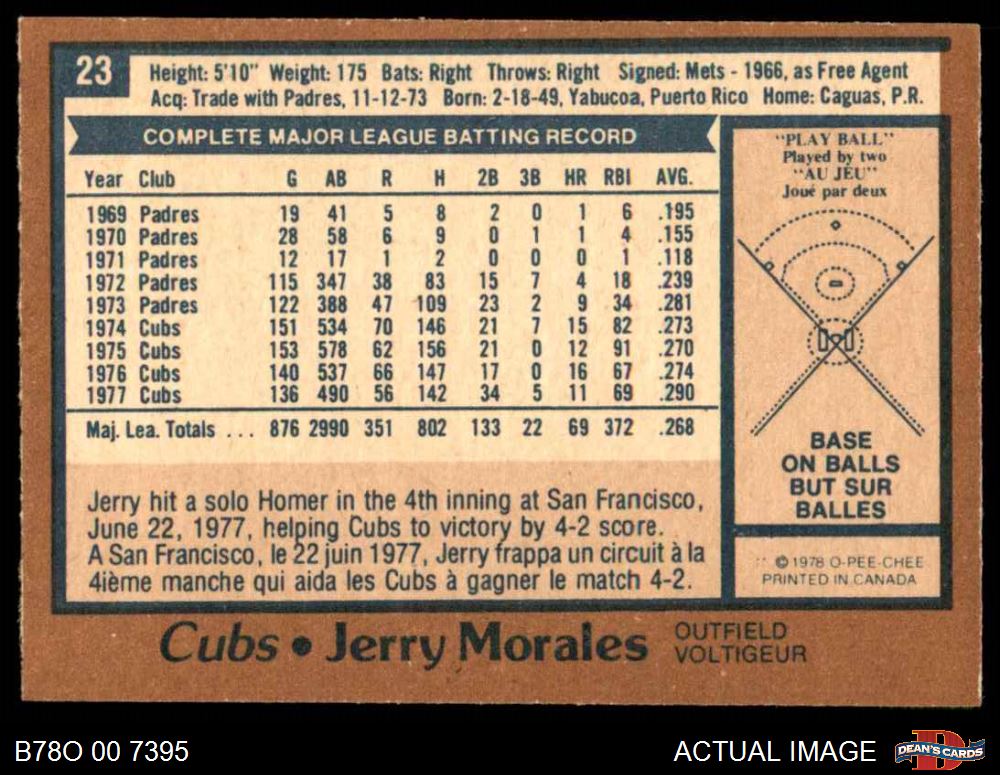 23
Height: 5'10" Weight: 175 Bats: Right Throws: Right Signed: Mets - 1966, as Free Agent
Acq: Trade with Padres, 11-12-73 Born: 2-18-49, Yabucoa, Puerto Rico Home: Caguas, P.R.
COMPLETE MAJOR LEAGUE BATTING RECORD
Year Club G AB R H 2B 3B HR RBI AVG.
1969 Padres 19 41 5 8 2 0 1 6 .195
1970 Padres 28 58 6 9 0 1 1 4 .155
1971 Padres 12 17 1 2 0 0 0 1 .118
1972 Padres 115 347 38 83 15 7 4 18 .239
1973 Padres 122 388 47 109 23 2 9 34 .281
1974 Cubs 151 534 70 146 21 7 15 82 .273
1975 Cubs 153 578 62 156 21 0 12 91 .270
1976 Cubs 140 537 66 147 17 0 16 67 .274
1977 Cubs 136 490 56 142 34 5 11 69 .290
Maj. Lea. Totals ... 876 2990 351 802 133 22 69 372 .268
Jerry hit a solo Homer in the 4th inning at San Francisco,
June 22, 1977, helping Cubs to victory by 4-2 score.
A San Francisco, le 22 juin 1977, Jerry frappa un circuit à la
4ième manche qui aida les Cubs à gagner le match 4-2.
"PLAY BALL"
Played by two
"AU JEU"
Joué par deux
BASE
ON BALLS
BUT SUR
BALLES
© 1978 O-PEE-CHEE
PRINTED IN CANADA
Cubs • Jerry Morales
OUTFIELD
VOLTIGEUR
B78O 00 7395
ACTUAL IMAGE
DEAN'S CARDS